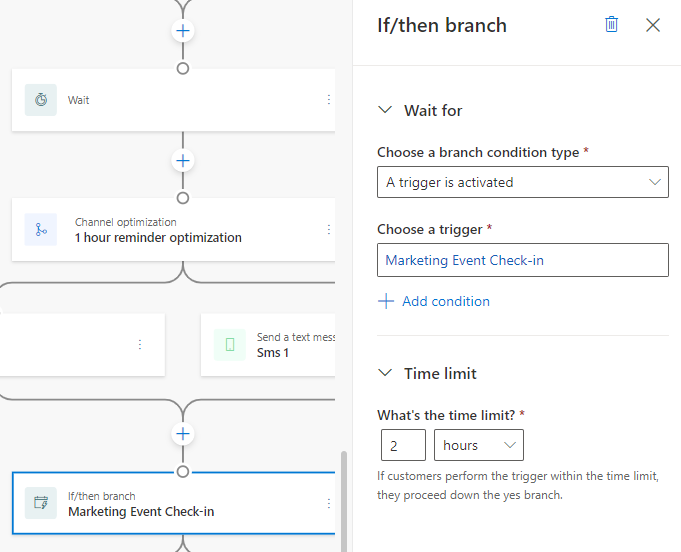 Wait
Channel optimization
1 hour reminder optimization
Send a text mess
Sms 1
If/then branch
Marketing Event Check-in
If/then branch
Wait for
Choose a branch condition type *
A trigger is activated
Choose a trigger *
Marketing Event Check-in
Add condition
Time limit
What's the time limit? *
2 hours
If customers perform the trigger within the time limit,
they proceed down the yes branch.